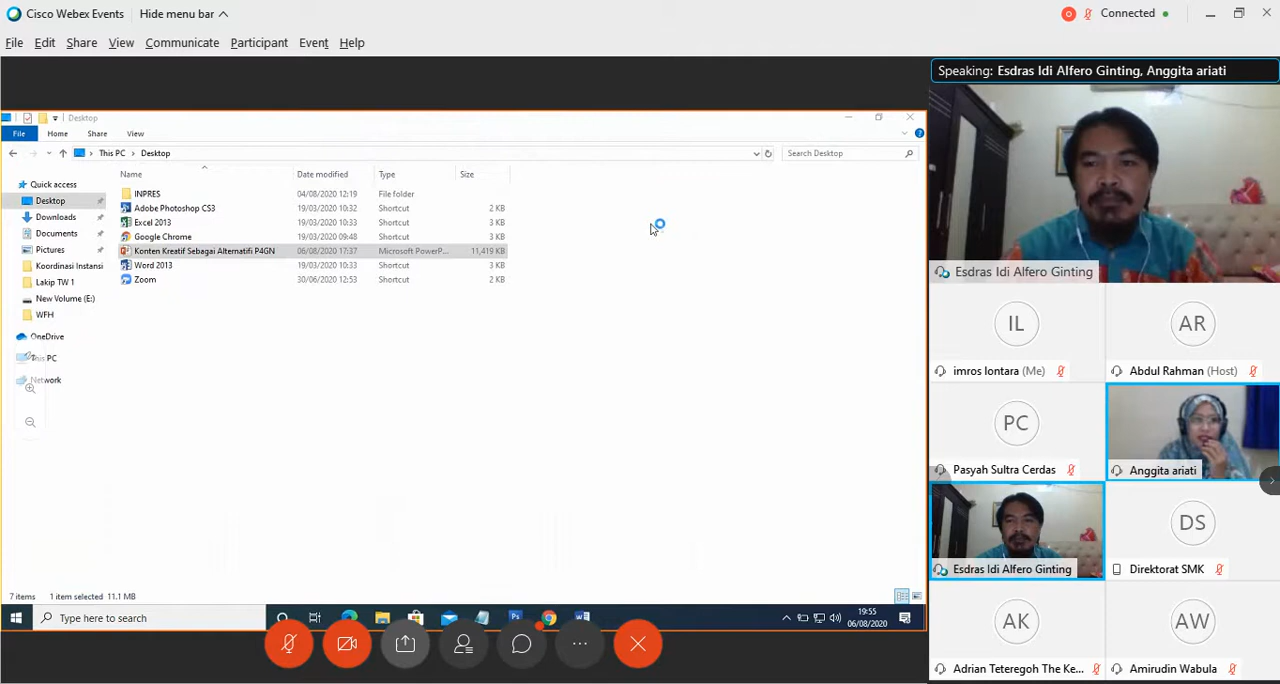 Cisco Webex Events Hide menu bar
Connected
File Edit Share View Communicate Participant Event Help
Speaking: Esdras Idi Alfero Ginting, Anggita ariati
Desktop
File Home Share View
This PC Desktop
Search Desktop
Name Date modified Type Size
Quick access
Desktop
Downloads
Documents
Pictures
Koordinasi Instansi
Lakip TW 1
New Volume (E:)
WFH
OneDrive
This PC
Network
INPRES 04/08/2020 12:19 File folder
Adobe Photoshop CS3 19/03/2020 10:32 Shortcut 2 KB
Excel 2013 19/03/2020 10:33 Shortcut 3 KB
Google Chrome 19/03/2020 09:48 Shortcut 3 KB
Konten Kreatif Sebagai Alternatifi P4GN 06/08/2020 17:37 Microsoft PowerP... 11,419 KB
Word 2013 19/03/2020 10:33 Shortcut 3 KB
Zoom 30/06/2020 12:53 Shortcut 2 KB
7 items 1 item selected 11.1 MB
Type here to search
19:55
06/08/2020
Esdras Idi Alfero Ginting
IL
imros lontara (Me)
AR
Abdul Rahman (Host)
PC
Pasyah Sultra Cerdas
Anggita ariati
Esdras Idi Alfero Ginting
DS
Direktorat SMK
AK
Adrian Teteregoh The Ke...
AW
Amirudin Wabula